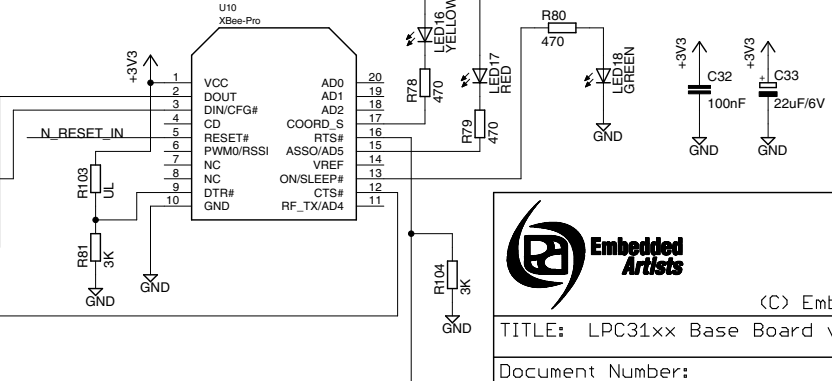 U10
XBee-Pro
+3V3
1 VCC AD0 20
2 DOUT AD1 19
3 DIN/CFG# AD2 18
4 CD COORD_S 17
5 RESET# RTS# 16
6 PWM0/RSSI ASSO/AD5 15
7 NC VREF 14
8 NC ON/SLEEP# 13
9 DTR# CTS# 12
10 GND RF_TX/AD4 11
N_RESET_IN
R103
UL
R81
3K
GND
GND
LED16
YELLOW
R78
470
LED17
RED
R79
470
R80
470
LED18
GREEN
GND
+3V3
C32
100nF
GND
+3V3
+
C33
22uF/6V
GND
R104
3K
GND
Embedded
Artists
(C) Emb
TITLE: LPC31xx Base Board v
Document Number: